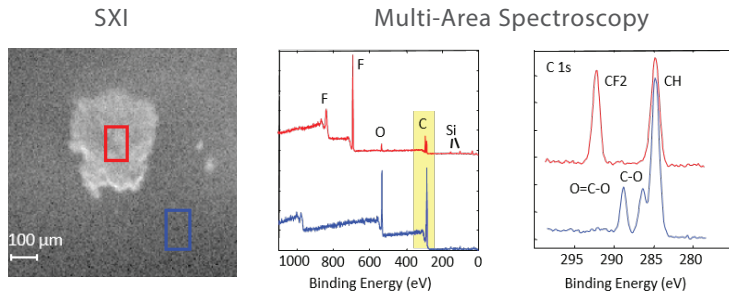 SXI
Multi-Area Spectroscopy
100 µm
F
F
O
C
Si
1000 800 600 400 200 0
Binding Energy (eV)
C 1s
CF2
CH
O=C-O
C-O
295 290 285 280
Binding Energy (eV)